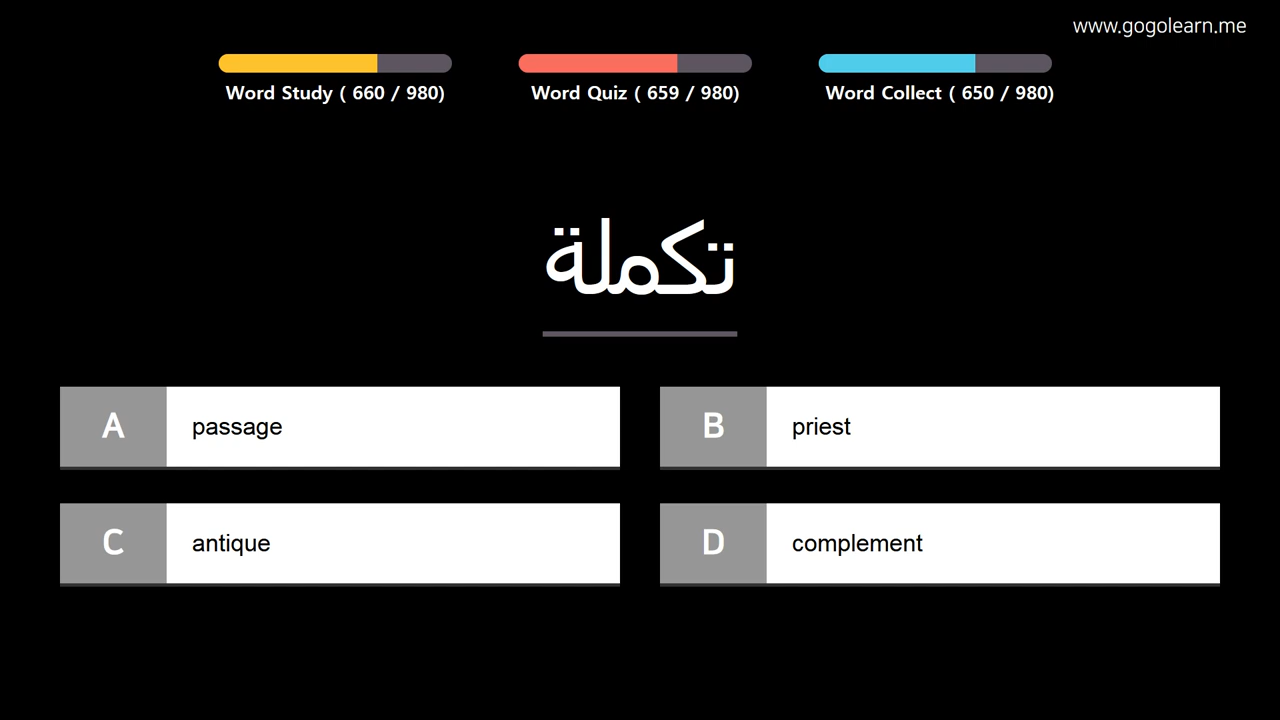 www.gogolearn.me
Word Study ( 660 / 980)
Word Quiz ( 659 / 980)
Word Collect ( 650 / 980)
تكملة
A passage
B priest
C antique
D complement